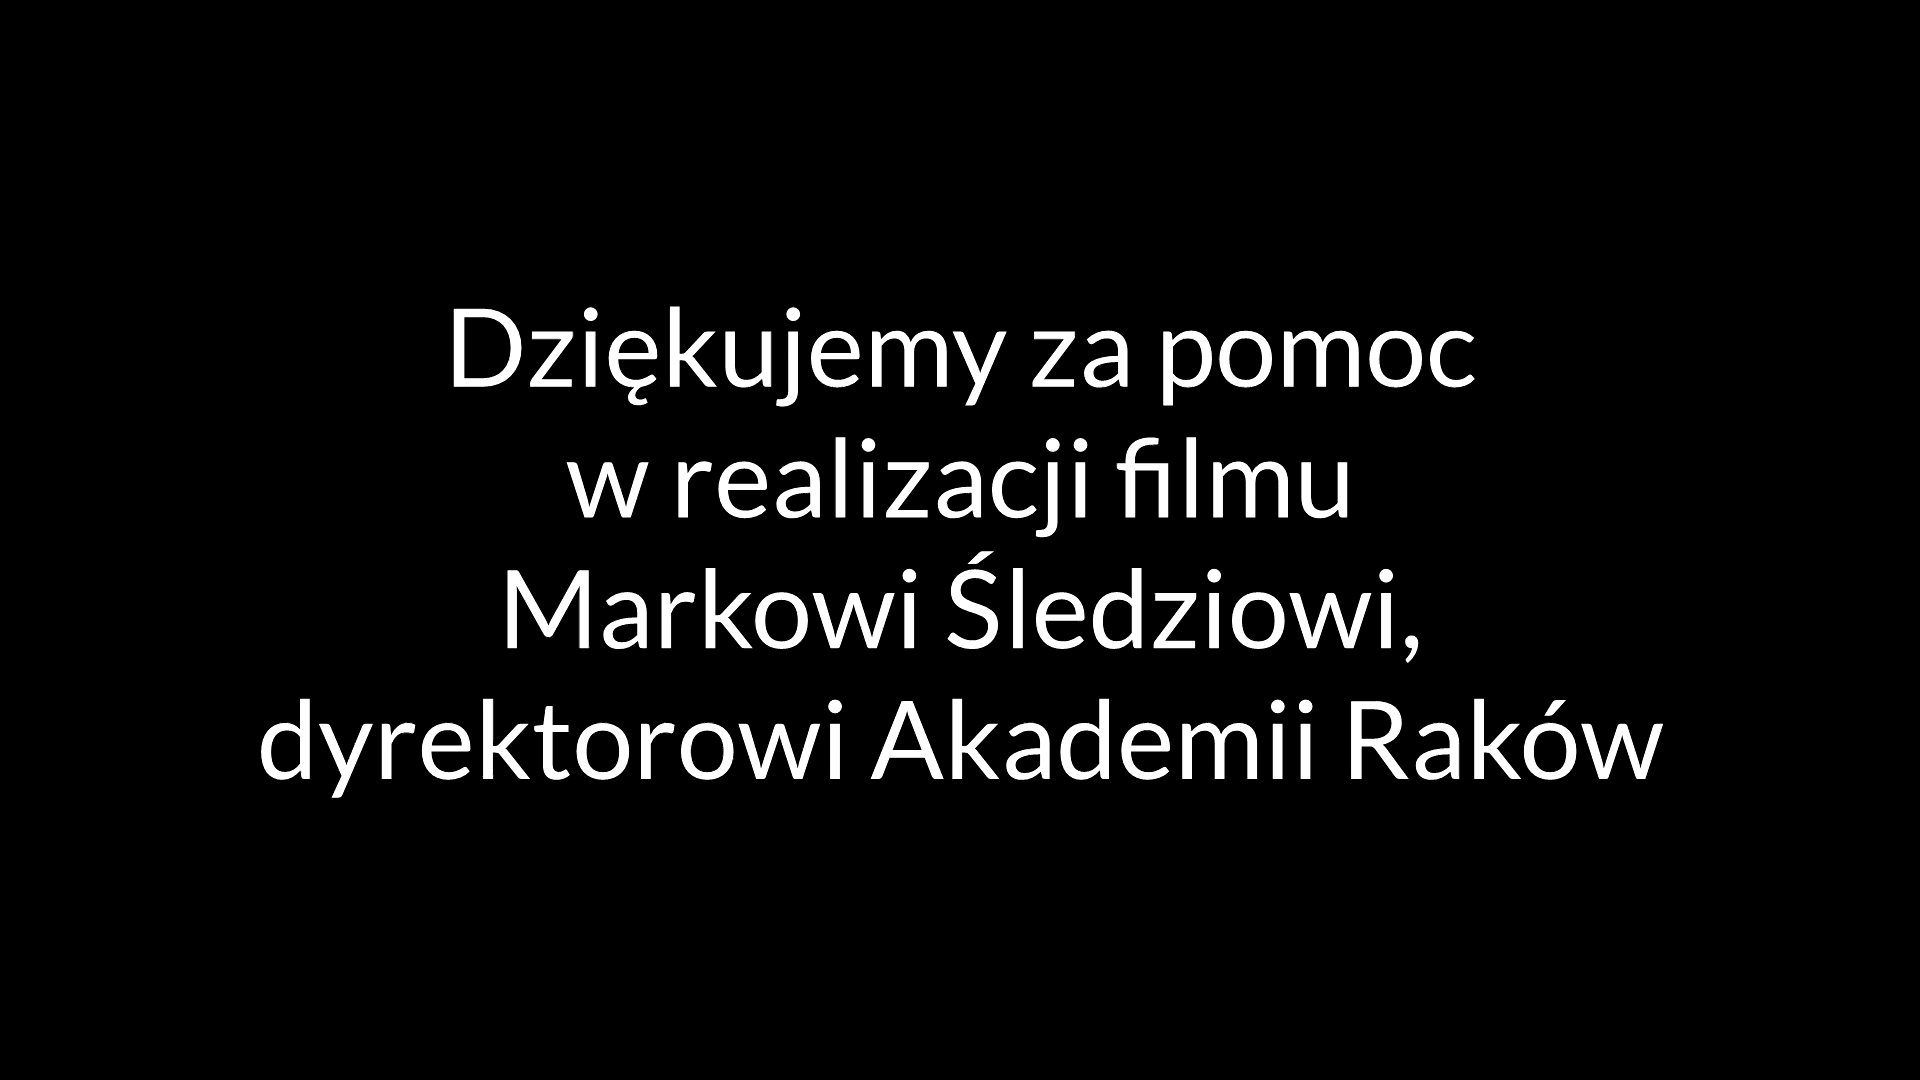 Dziękujemy za pomoc
w realizacji filmu
Markowi Śledziowi,
dyrektorowi Akademii Raków